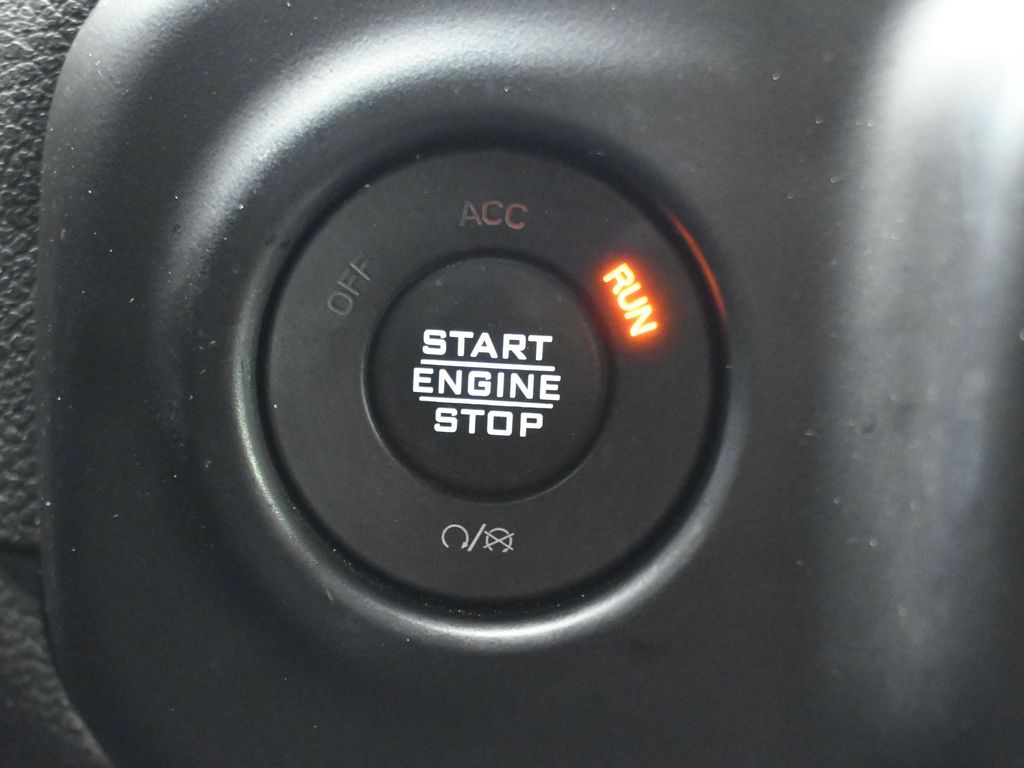 ACC
OFF
RUN
START
ENGINE
STOP